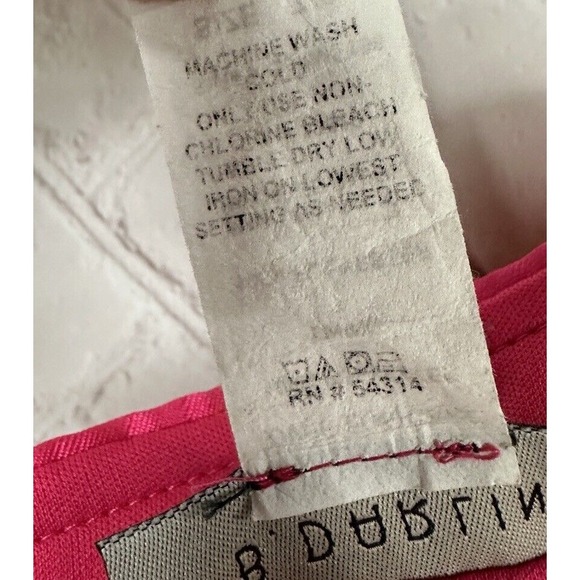 SIZE
MACHINE WASH
COLD
ONLY USE NON-
CHLORINE BLEACH
TUMBLE DRY LOW
IRON ON LOWEST
SETTING AS NEEDED
RN # 54314
B. DARLIN